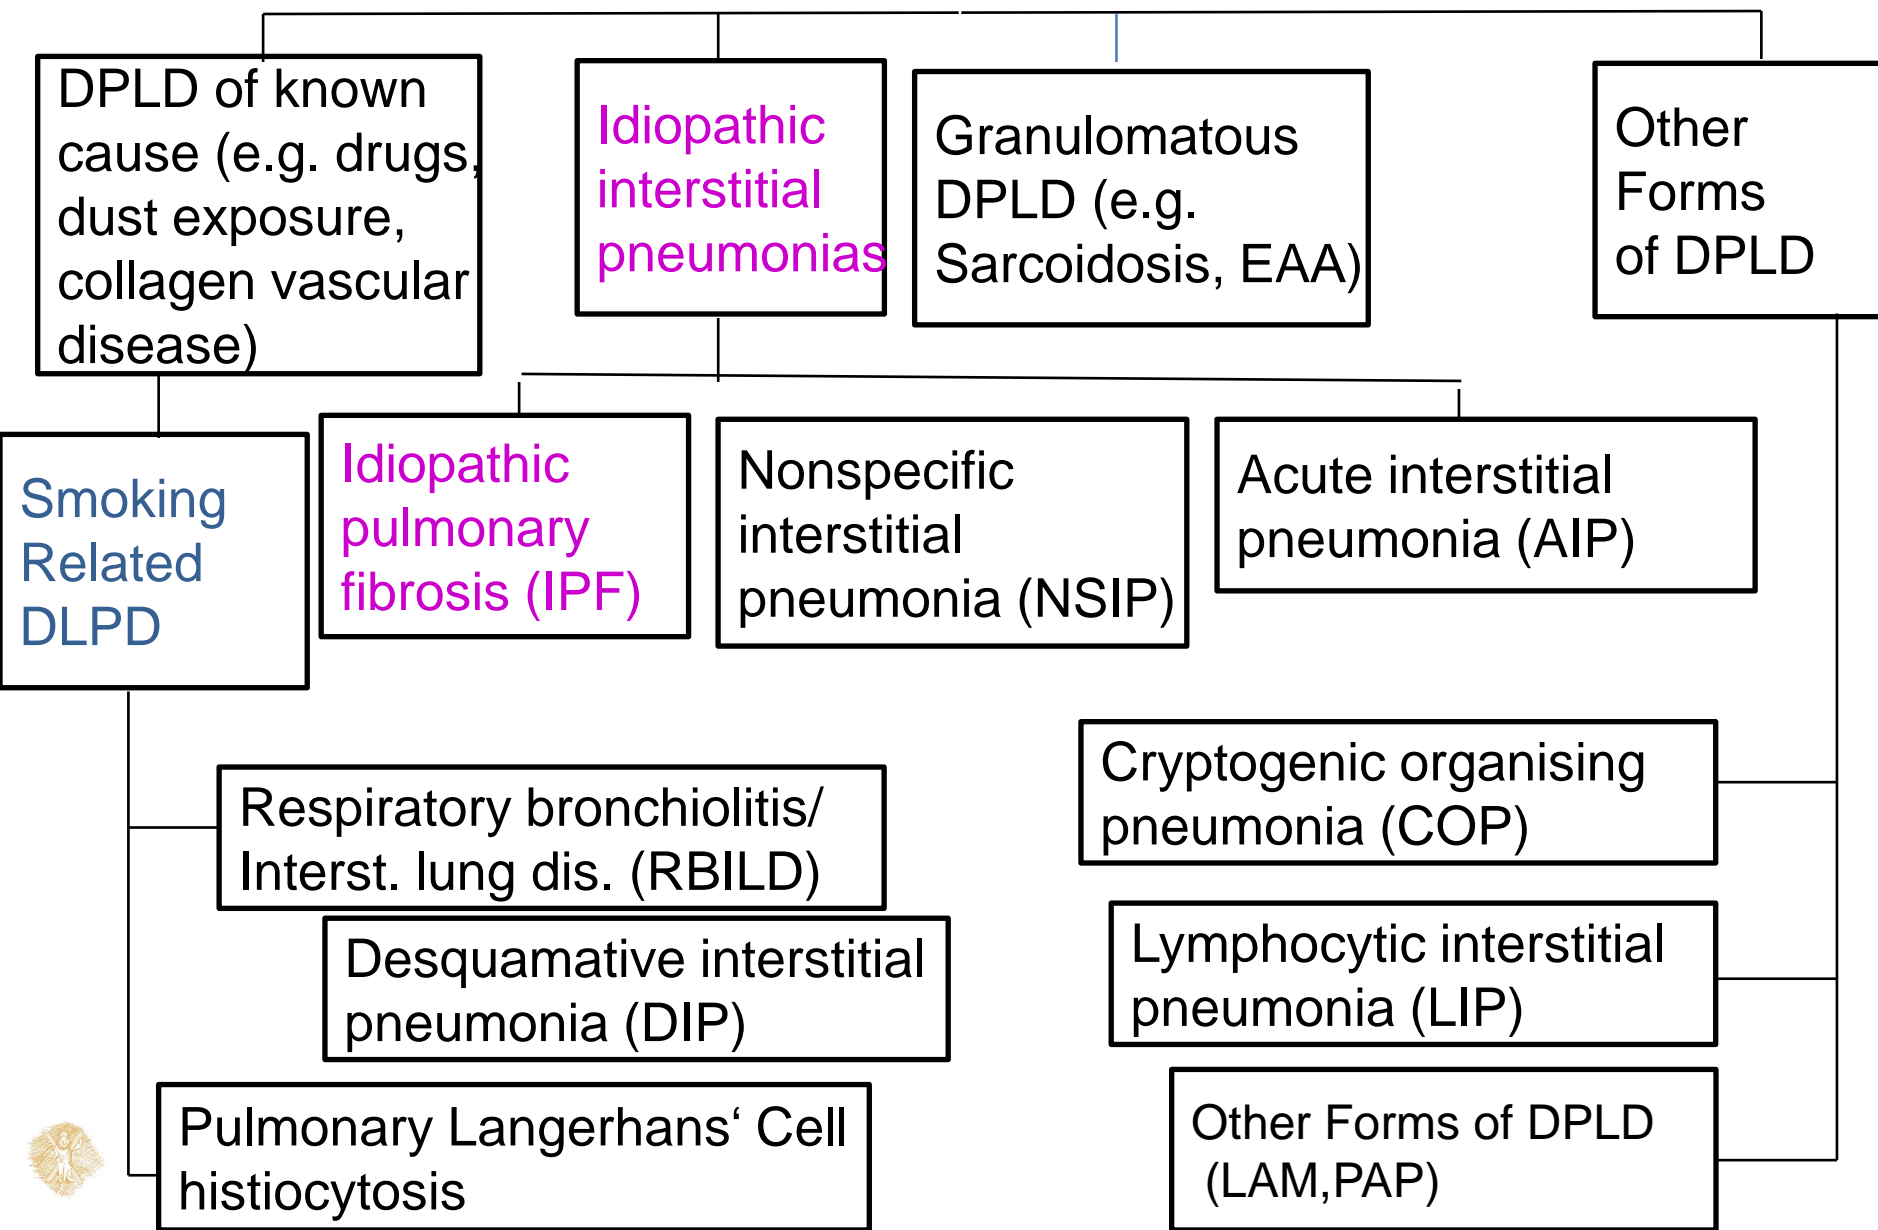 DPLD of known
cause (e.g. drugs,
dust exposure,
collagen vascular
disease)
Idiopathic
interstitial
pneumonias
Granulomatous
DPLD (e.g.
Sarcoidosis, EAA)
Other
Forms
of DPLD
Smoking
Related
DLPD
Idiopathic
pulmonary
fibrosis (IPF)
Nonspecific
interstitial
pneumonia (NSIP)
Acute interstitial
pneumonia (AIP)
Respiratory bronchiolitis/
Interst. lung dis. (RBILD)
Desquamative interstitial
pneumonia (DIP)
Pulmonary Langerhans‘ Cell
histiocytosis
Cryptogenic organising
pneumonia (COP)
Lymphocytic interstitial
pneumonia (LIP)
Other Forms of DPLD
(LAM,PAP)